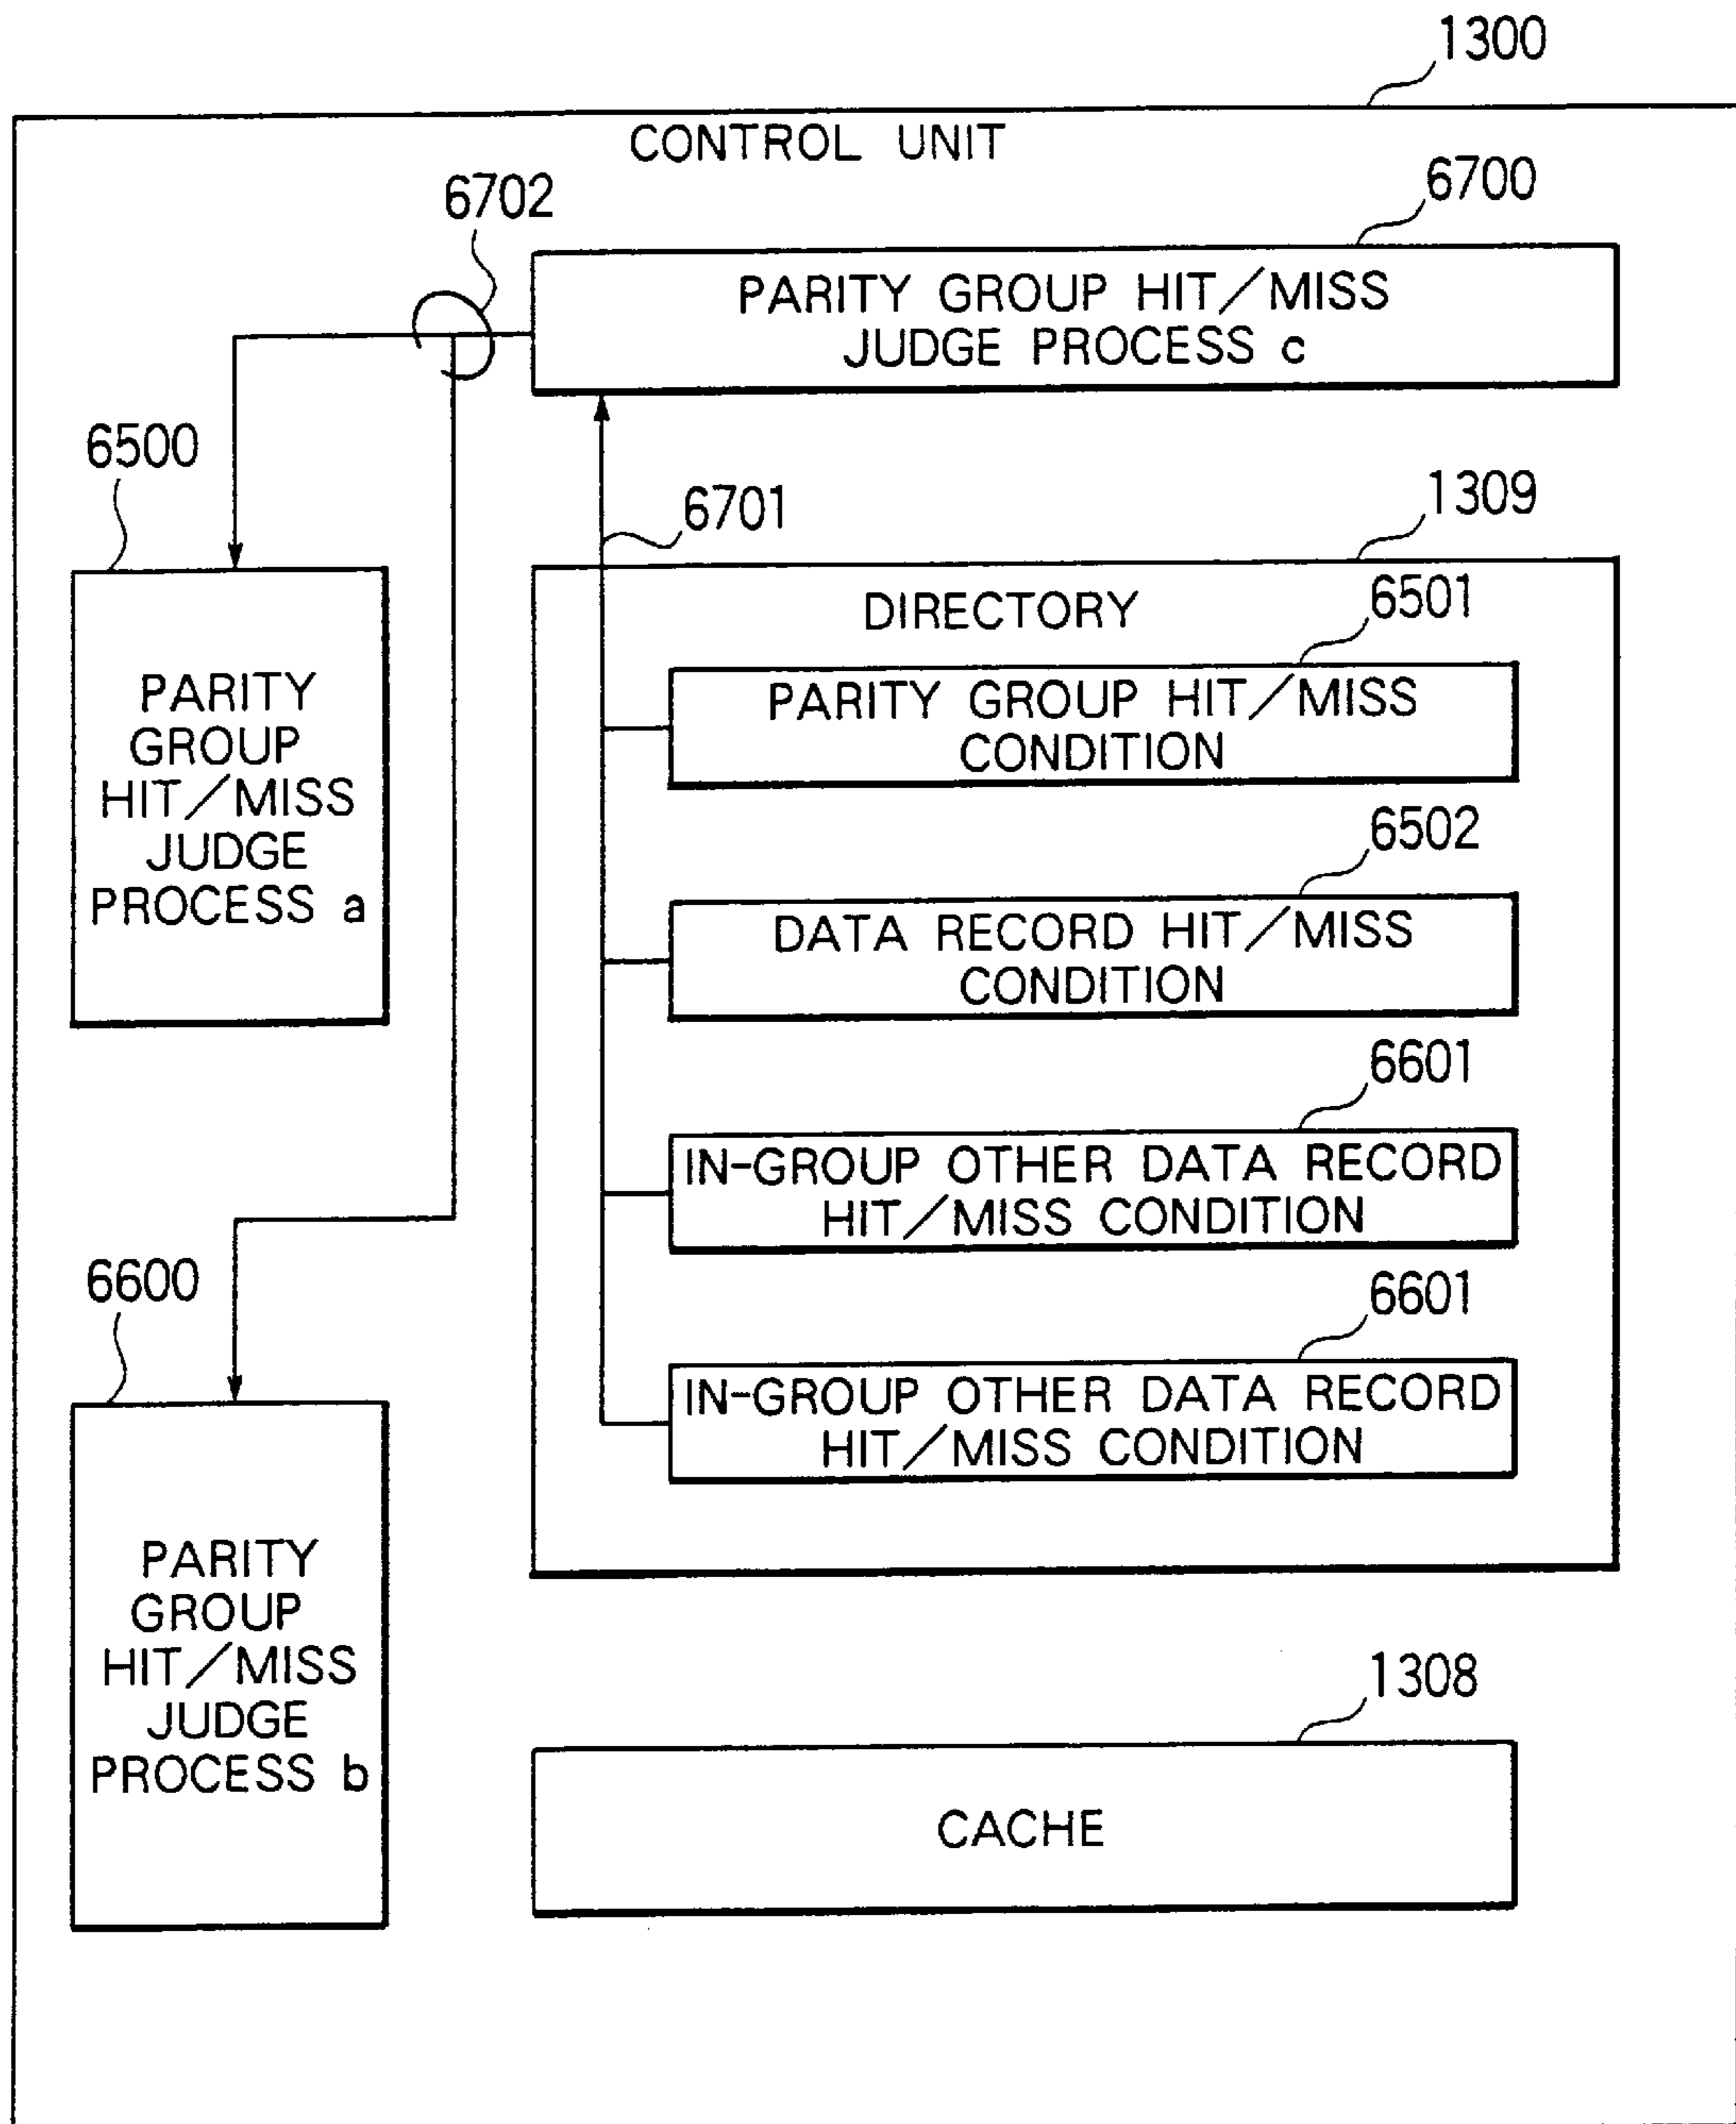 1300
CONTROL UNIT
6702
6700
PARITY GROUP HIT/MISS
JUDGE PROCESS c
6500
6701
1309
PARITY
GROUP
HIT/MISS
JUDGE
PROCESS a
DIRECTORY
6501
PARITY GROUP HIT/MISS
CONDITION
6502
DATA RECORD HIT/MISS
CONDITION
6601
IN-GROUP OTHER DATA RECORD
HIT/MISS CONDITION
6600
6601
IN-GROUP OTHER DATA RECORD
HIT/MISS CONDITION
PARITY
GROUP
HIT/MISS
JUDGE
PROCESS b
1308
CACHE